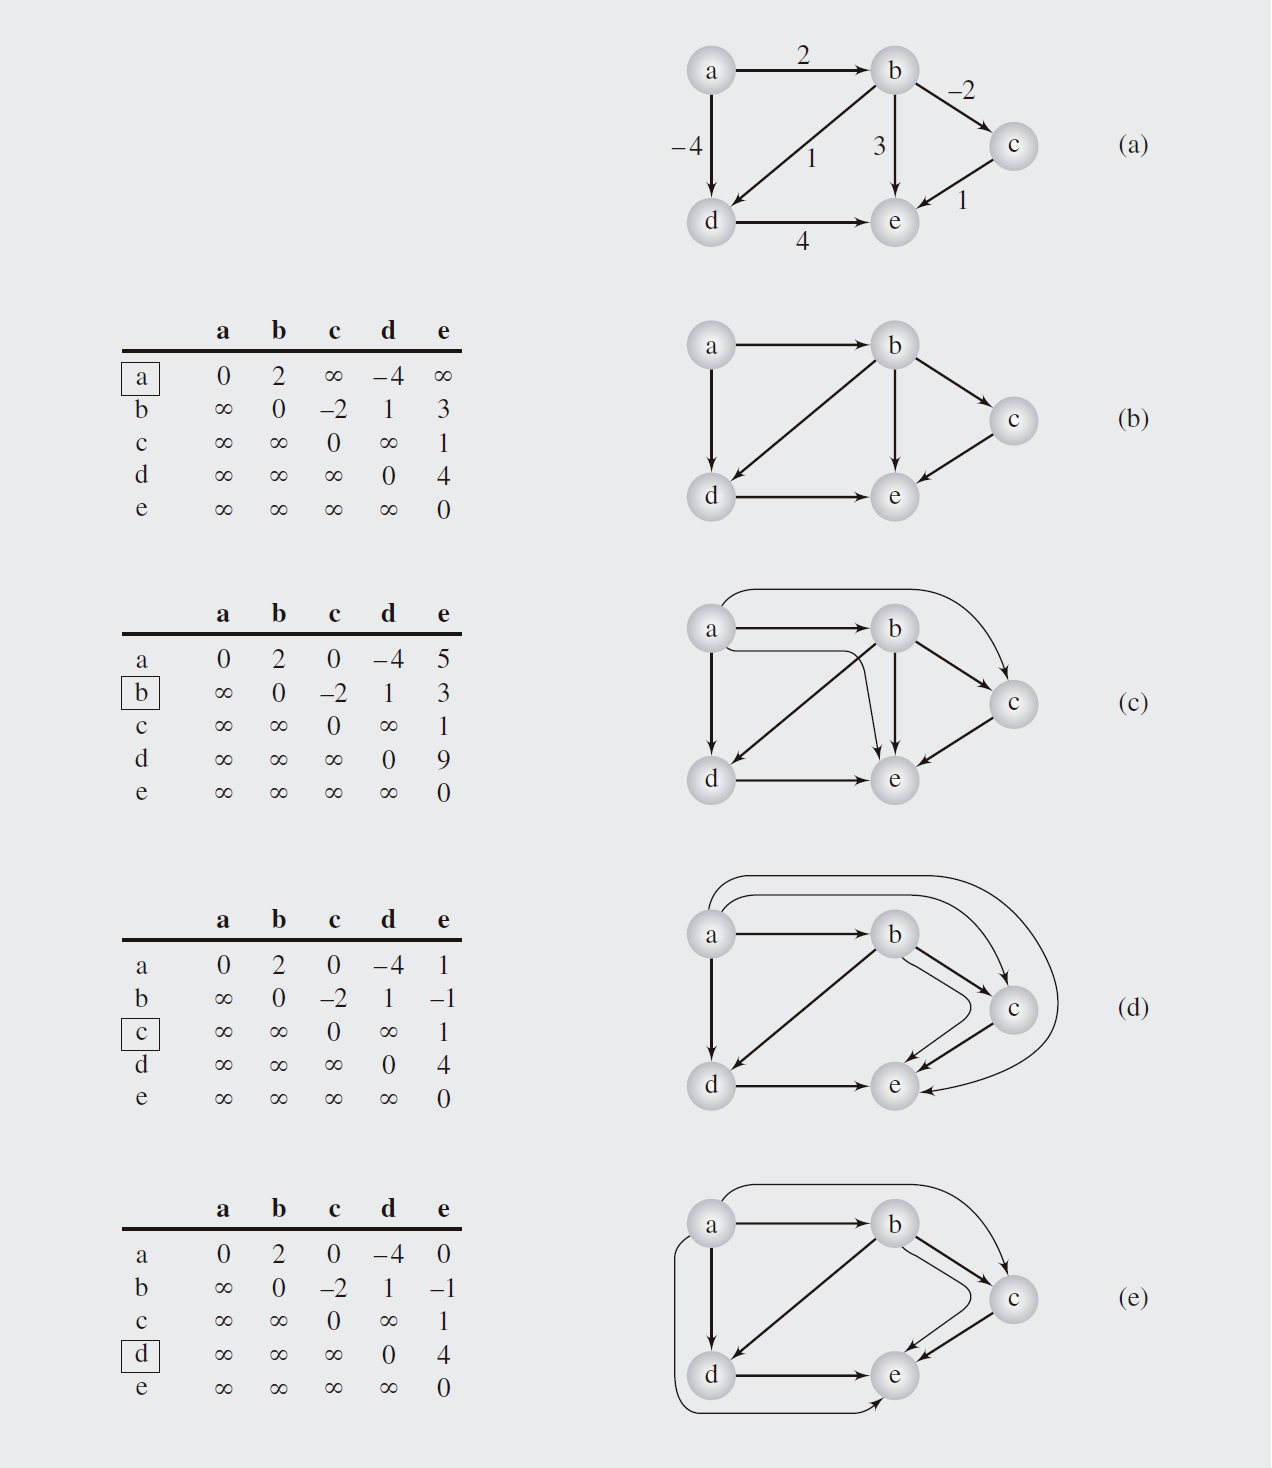 2
a b
–2
–4 1 3 c (a)
1
d e
4
a b c d e
a 0 2 ∞ –4 ∞
b ∞ 0 –2 1 3
c ∞ ∞ 0 ∞ 1
d ∞ ∞ ∞ 0 4
e ∞ ∞ ∞ ∞ 0
a b
c (b)
d e
a b c d e
a 0 2 0 –4 5
b ∞ 0 –2 1 3
c ∞ ∞ 0 ∞ 1
d ∞ ∞ ∞ 0 9
e ∞ ∞ ∞ ∞ 0
a b
c (c)
d e
a b c d e
a 0 2 0 –4 1
b ∞ 0 –2 1 –1
c ∞ ∞ 0 ∞ 1
d ∞ ∞ ∞ 0 4
e ∞ ∞ ∞ ∞ 0
a b
c (d)
d e
a b c d e
a 0 2 0 –4 0
b ∞ 0 –2 1 –1
c ∞ ∞ 0 ∞ 1
d ∞ ∞ ∞ 0 4
e ∞ ∞ ∞ ∞ 0
a b
c (e)
d e